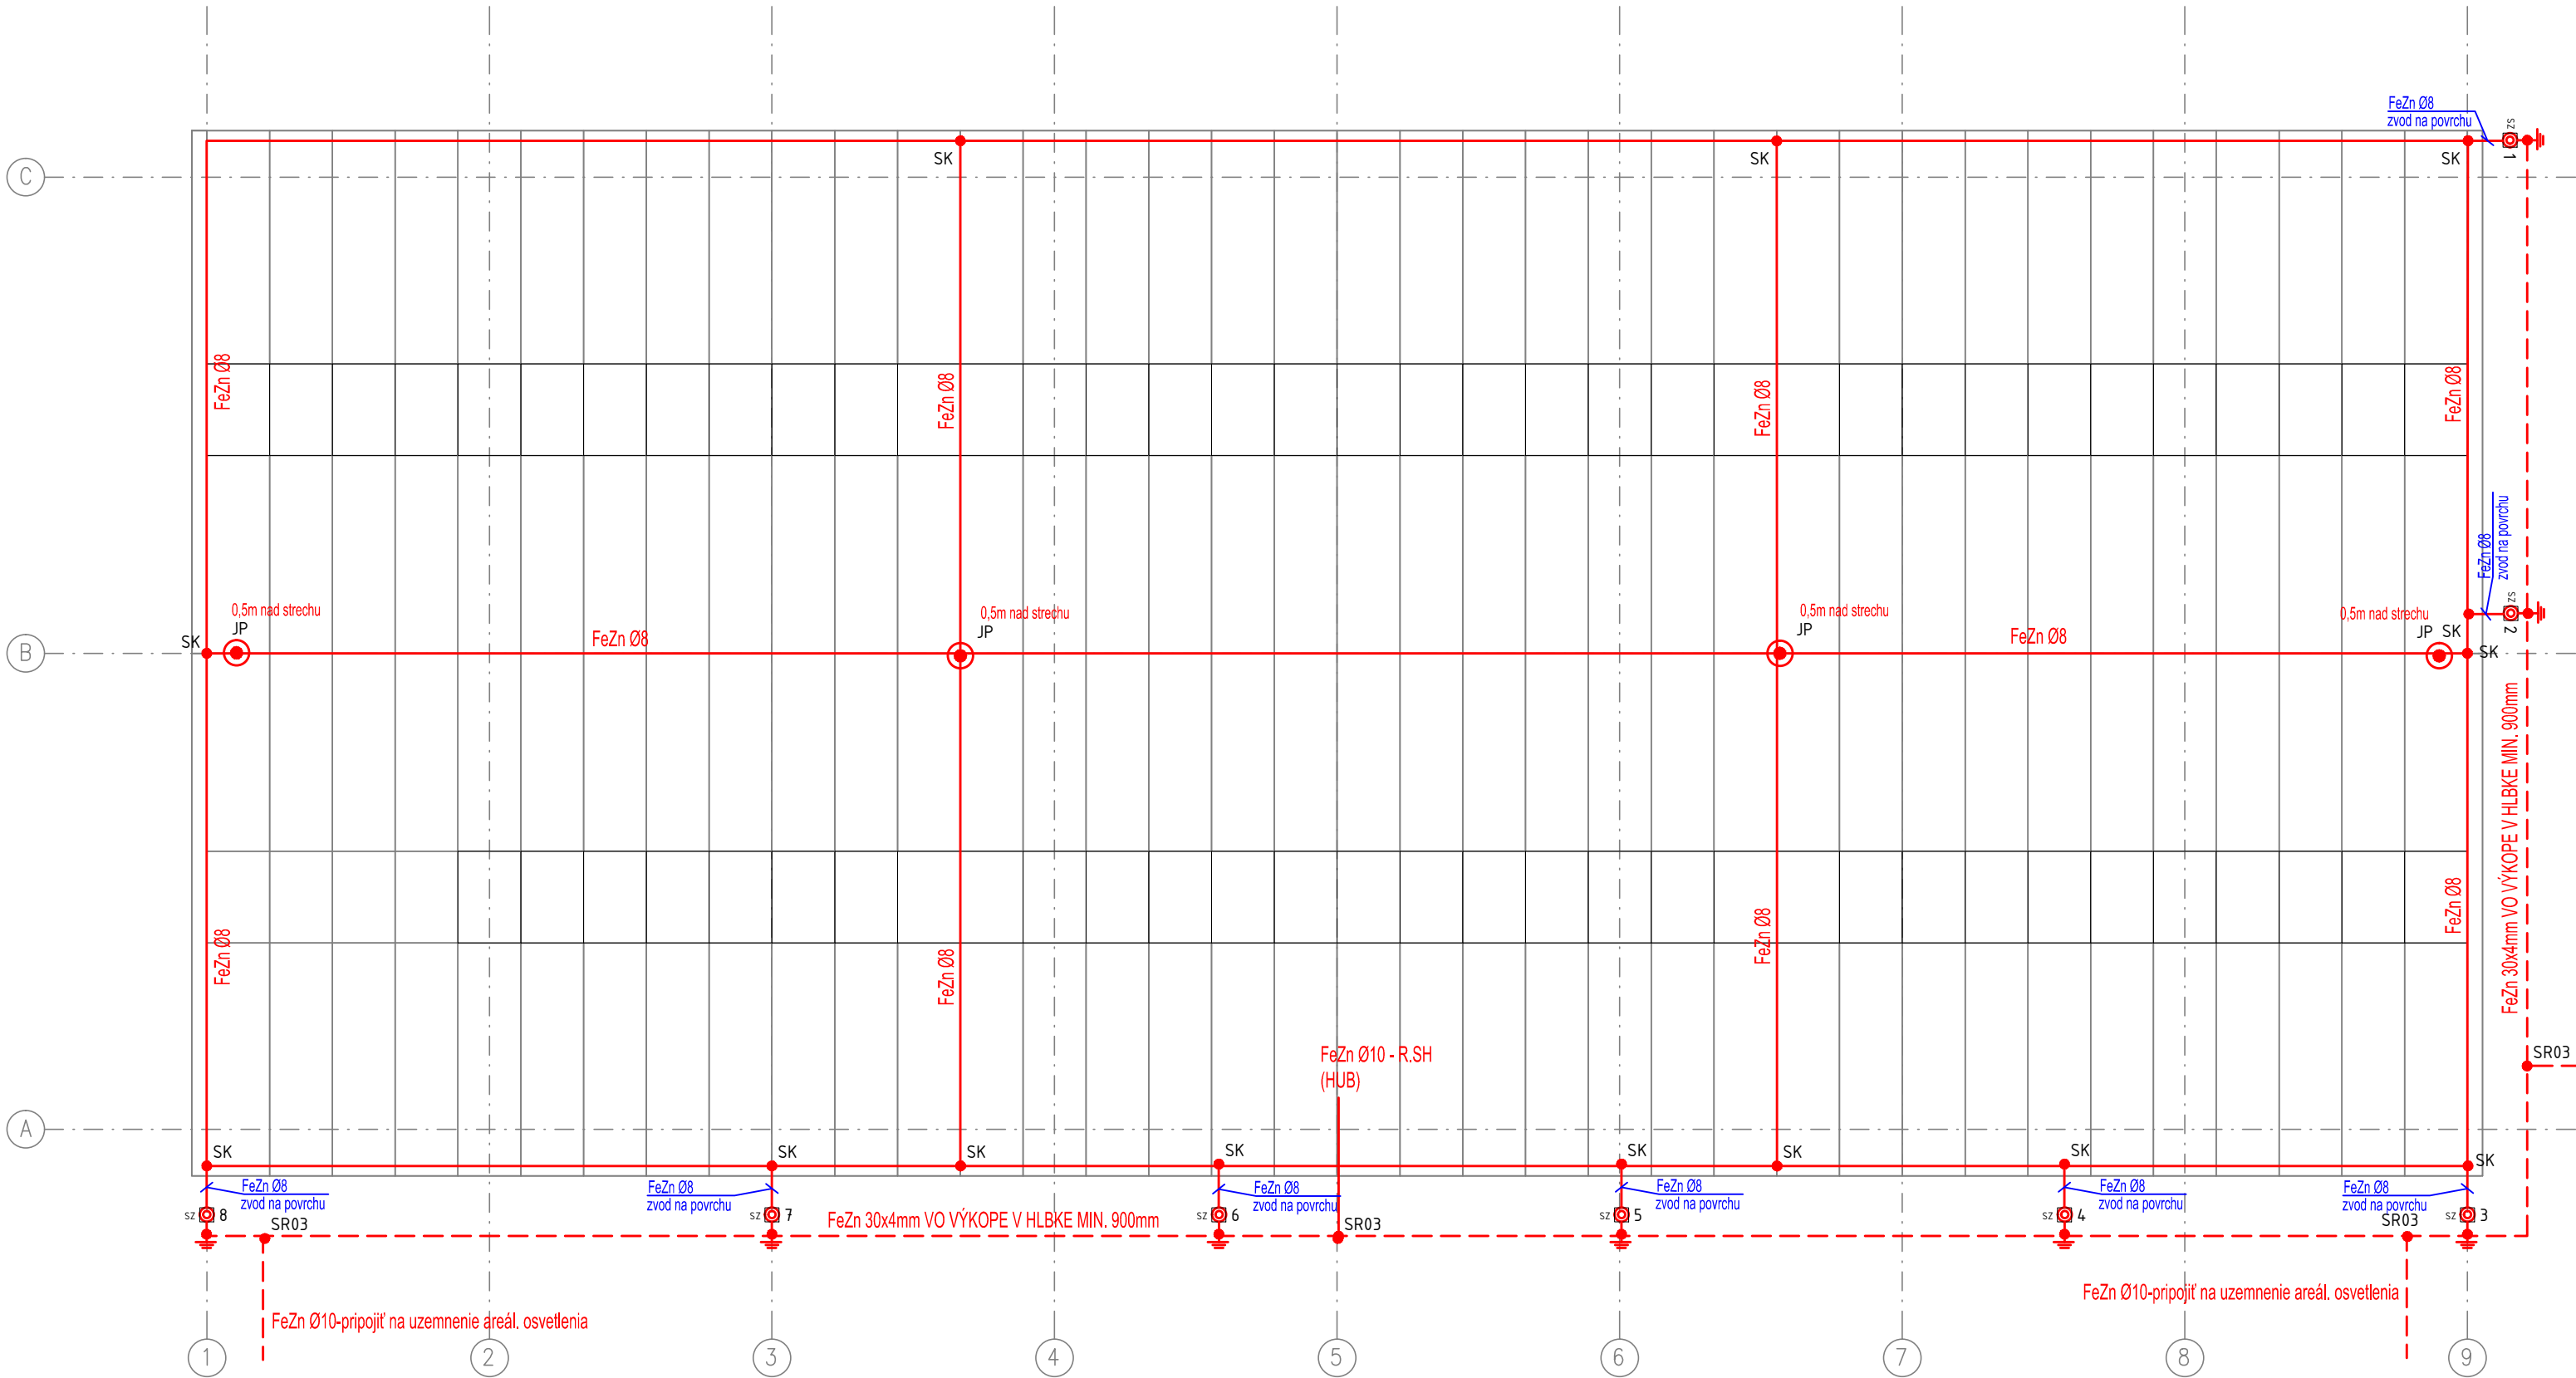 FeZn Ø8
zvod na povrchu
SZ
1
SK
SK
SK
C
FeZn Ø8
FeZn Ø8
FeZn Ø8
FeZn Ø8
FeZn Ø8
zvod na povrchu
0,5m nad strechu
JP
SK
0,5m nad strechu
JP
0,5m nad strechu
JP
0,5m nad strechu
JP
SK
SK
SZ
2
B
FeZn Ø8
FeZn Ø8
FeZn 30x4mm VO VÝKOPE V HĹBKE MIN. 900mm
FeZn Ø8
FeZn Ø8
FeZn Ø8
FeZn Ø8
FeZn Ø10 - R.SH
(HUB)
SR03
A
SK
SK
SK
SK
SK
SK
SK
SK
FeZn Ø8
zvod na povrchu
FeZn Ø8
zvod na povrchu
FeZn Ø8
zvod na povrchu
FeZn Ø8
zvod na povrchu
FeZn Ø8
zvod na povrchu
FeZn Ø8
zvod na povrchu
SZ 8
SR03
SZ 7
FeZn 30x4mm VO VÝKOPE V HLBKE MIN. 900mm
SZ 6
SR03
SZ 5
SZ 4
SR03
SZ 3
FeZn Ø10-pripojiť na uzemnenie areál. osvetlenia
FeZn Ø10-pripojiť na uzemnenie areál. osvetlenia
1
2
3
4
5
6
7
8
9